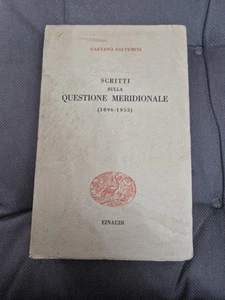 GAETANO SALVEMINI
SCRITTI
SULLA
QUESTIONE MERIDIONALE
(1896-1955)
EINAUDI